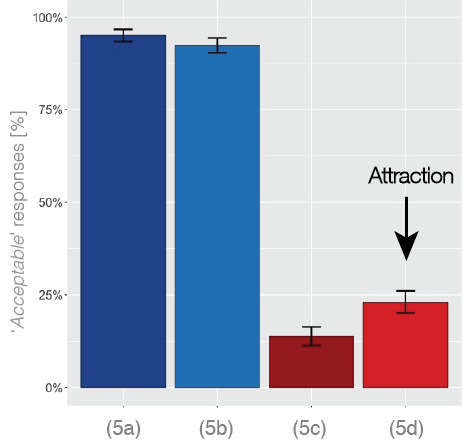 100%
75%
50%
25%
0%
'Acceptable' responses [%]
Attraction
(5a) (5b) (5c) (5d)